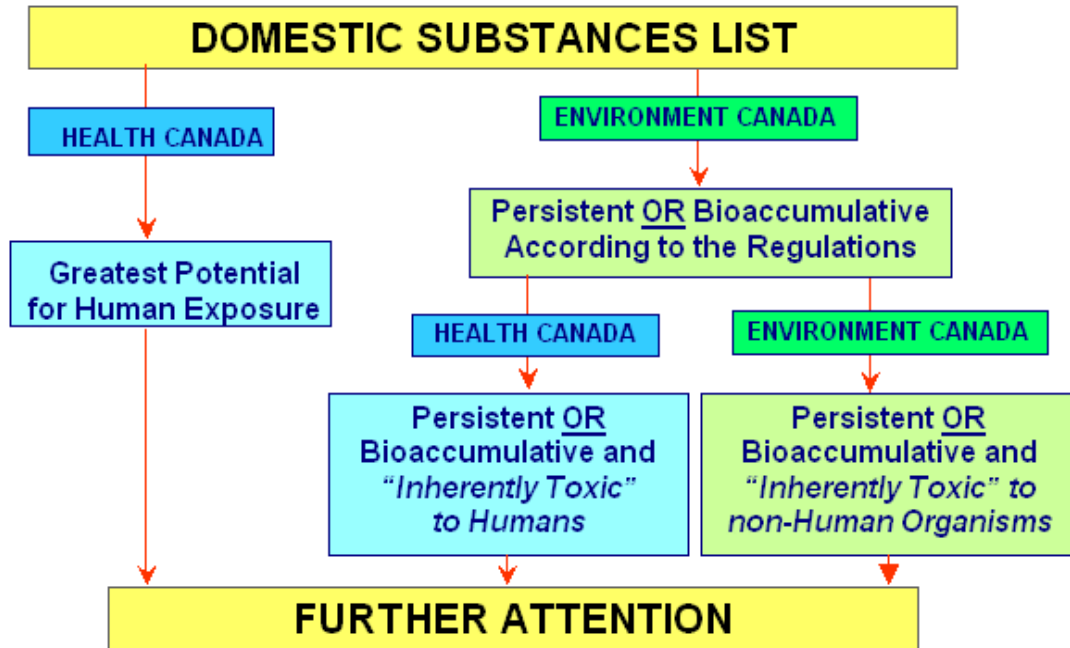 DOMESTIC SUBSTANCES LIST
HEALTH CANADA
ENVIRONMENT CANADA
Greatest Potential
for Human Exposure
Persistent OR Bioaccumulative
According to the Regulations
HEALTH CANADA
ENVIRONMENT CANADA
Persistent OR
Bioaccumulative and
“Inherently Toxic”
to Humans
Persistent OR
Bioaccumulative and
“Inherently Toxic” to
non-Human Organisms
FURTHER ATTENTION